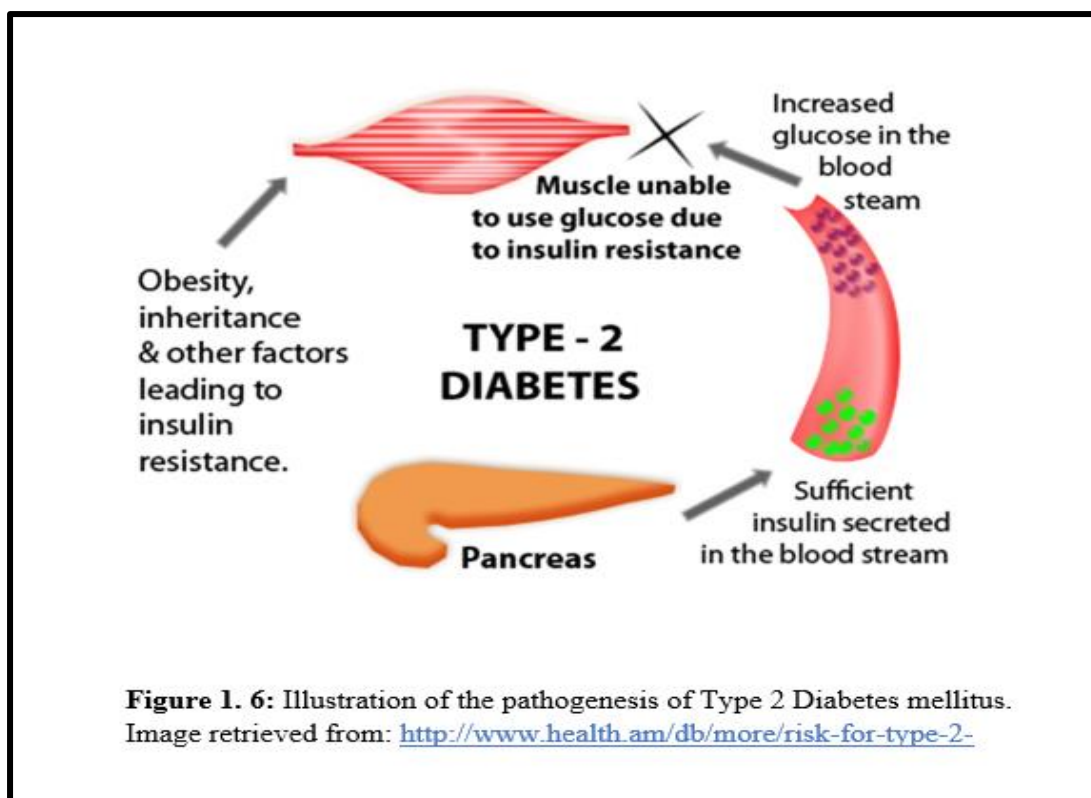 Increased
glucose in the
blood
steam
Muscle unable
to use glucose due
to insulin resistance
Obesity,
inheritance
& other factors
leading to
insulin
resistance.
TYPE - 2
DIABETES
Sufficient
insulin secreted
in the blood stream
Pancreas
Figure 1. 6: Illustration of the pathogenesis of Type 2 Diabetes mellitus.
Image retrieved from: http://www.health.am/db/more/risk-for-type-2-